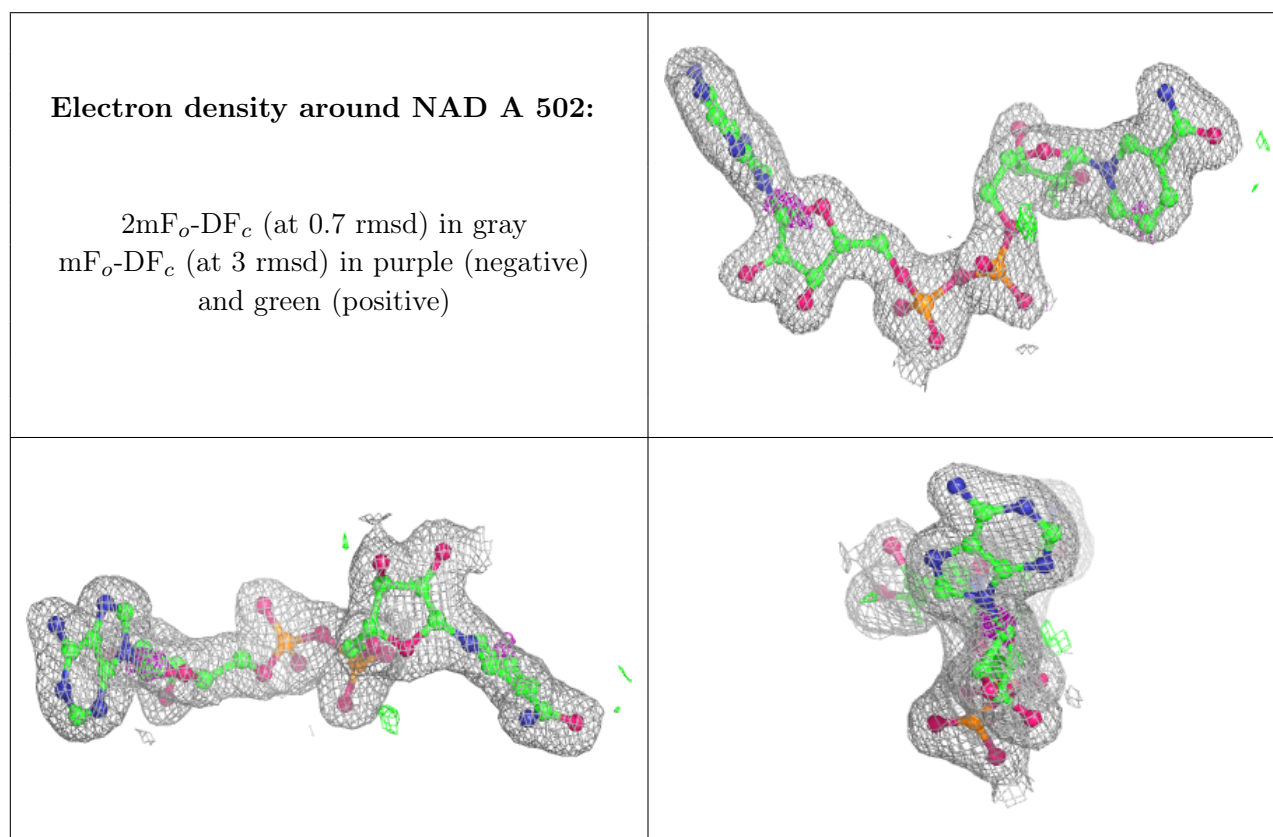 Electron density around NAD A 502:
2mFₒ-DF𝒸 (at 0.7 rmsd) in gray
mFₒ-DF𝒸 (at 3 rmsd) in purple (negative)
and green (positive)